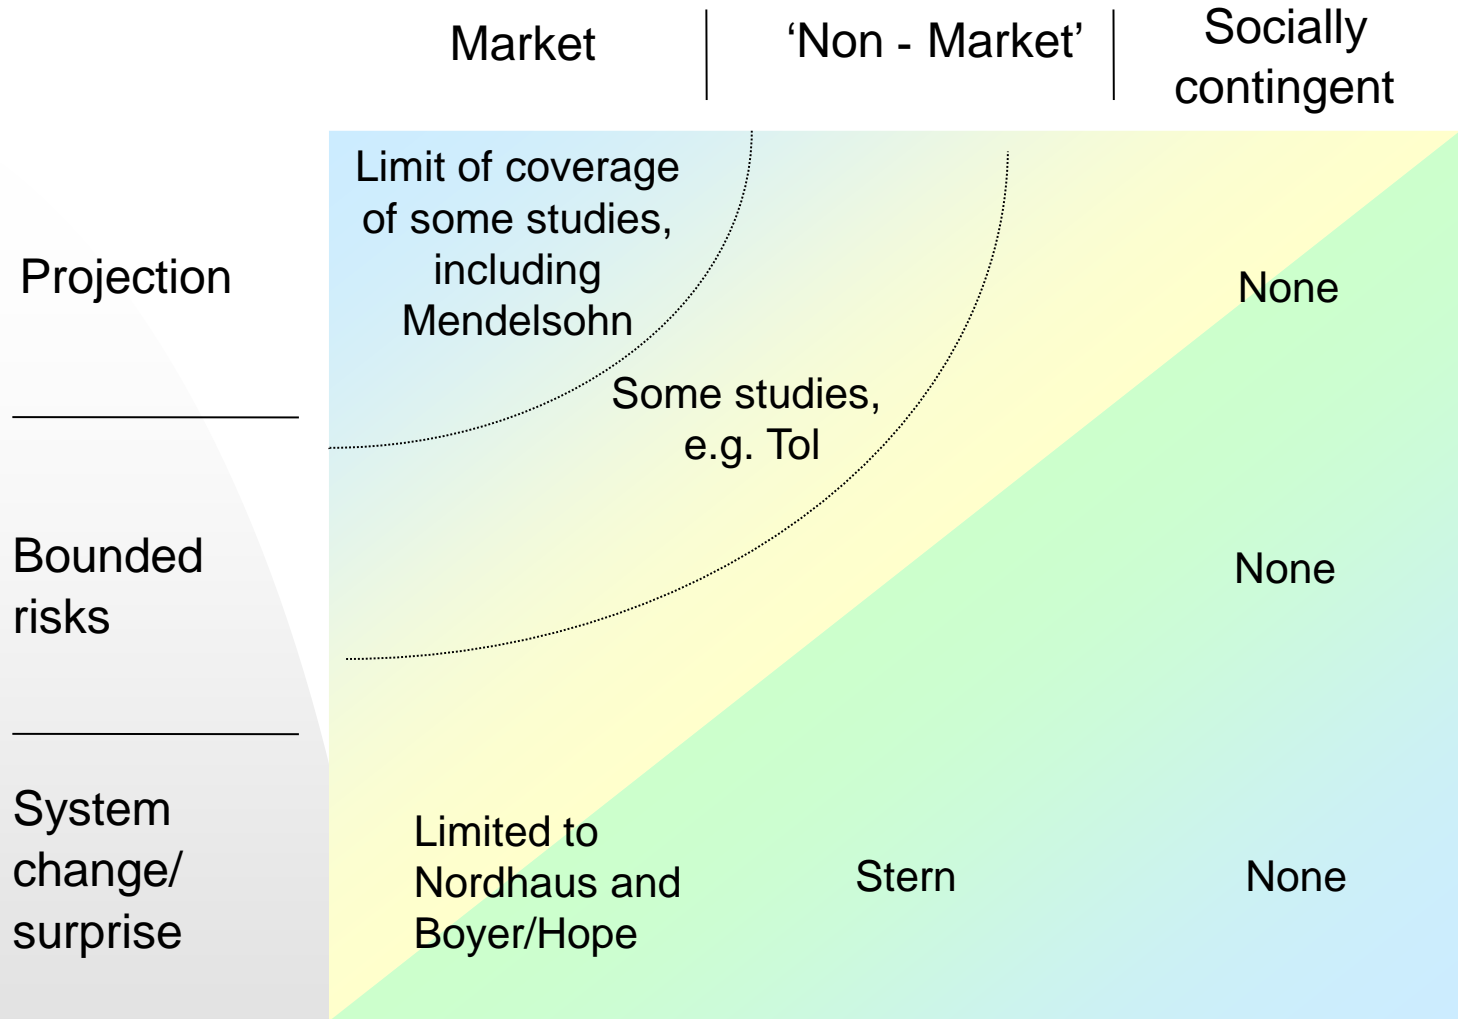 Market
‘Non - Market’
Socially
contingent
Projection
Limit of coverage
of some studies,
including
Mendelsohn
None
Some studies,
e.g. Tol
Bounded
risks
None
System
change/
surprise
Limited to
Nordhaus and
Boyer/Hope
Stern
None